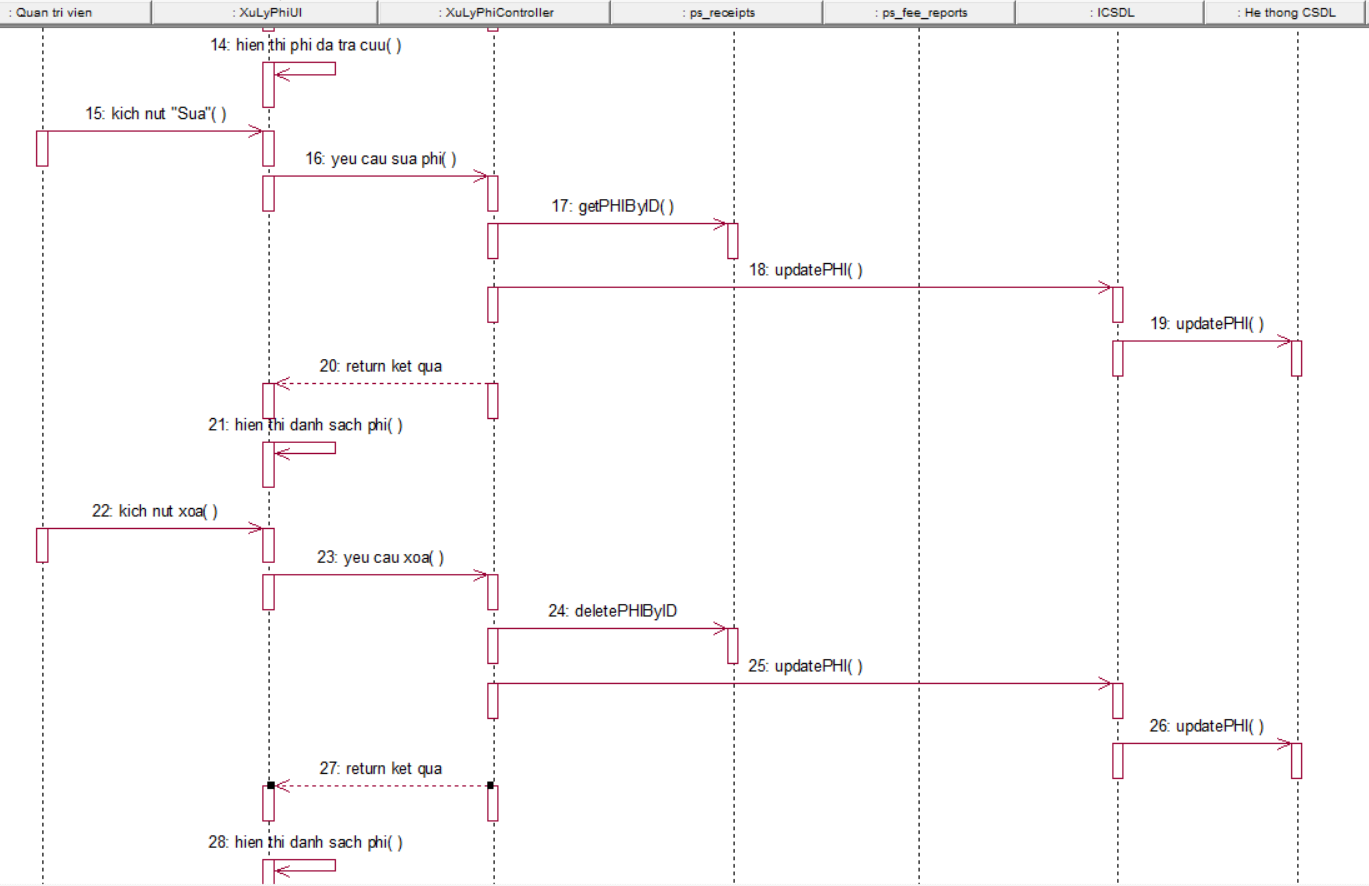 : Quan tri vien
: XuLyPhiUI
: XuLyPhiController
: ps_receipts
: ps_fee_reports
: ICSDL
: He thong CSDL
14: hien thi phi da tra cuu( )
15: kich nut "Sua"( )
16: yeu cau sua phi( )
17: getPHIByID( )
18: updatePHI( )
19: updatePHI( )
20: return ket qua
21: hien thi danh sach phi( )
22: kich nut xoa( )
23: yeu cau xoa( )
24: deletePHIByID
25: updatePHI( )
26: updatePHI( )
27: return ket qua
28: hien thi danh sach phi( )